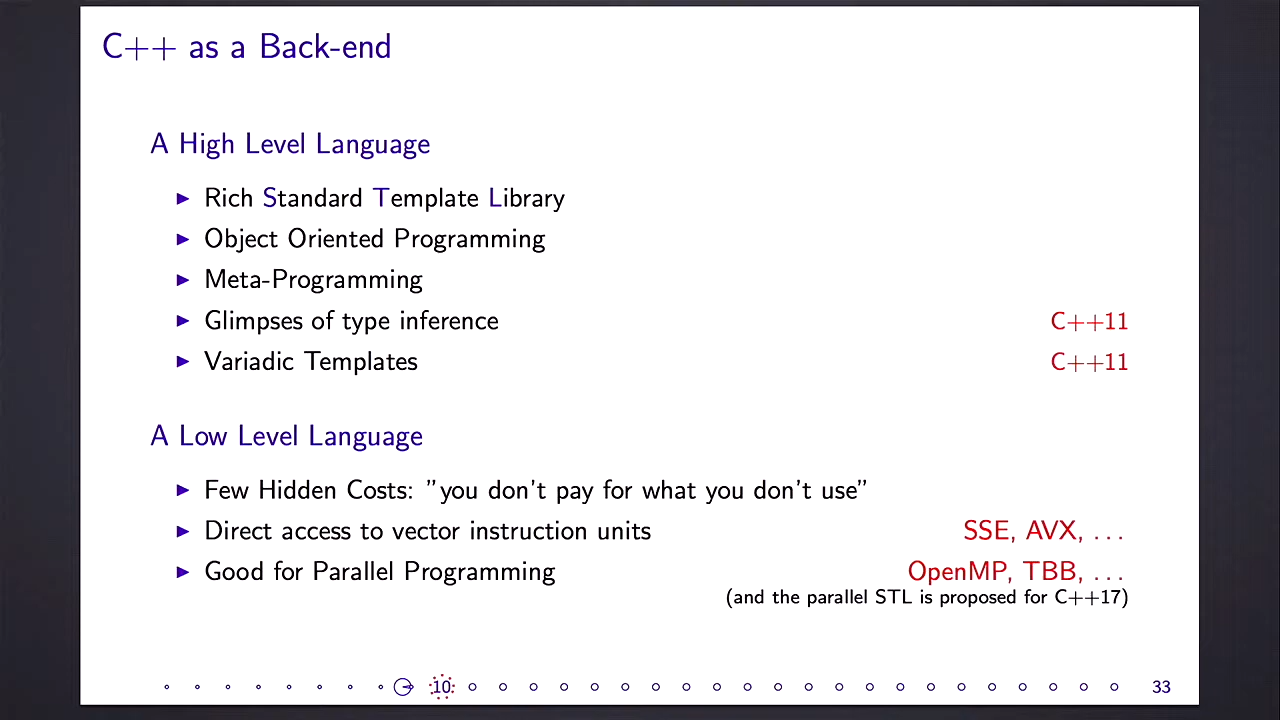 C++ as a Back-end
A High Level Language
Rich Standard Template Library
Object Oriented Programming
Meta-Programming
Glimpses of type inference C++11
Variadic Templates C++11
A Low Level Language
Few Hidden Costs: ”you don’t pay for what you don’t use”
Direct access to vector instruction units SSE, AVX, . . .
Good for Parallel Programming OpenMP, TBB, . . .
(and the parallel STL is proposed for C++17)
10 33